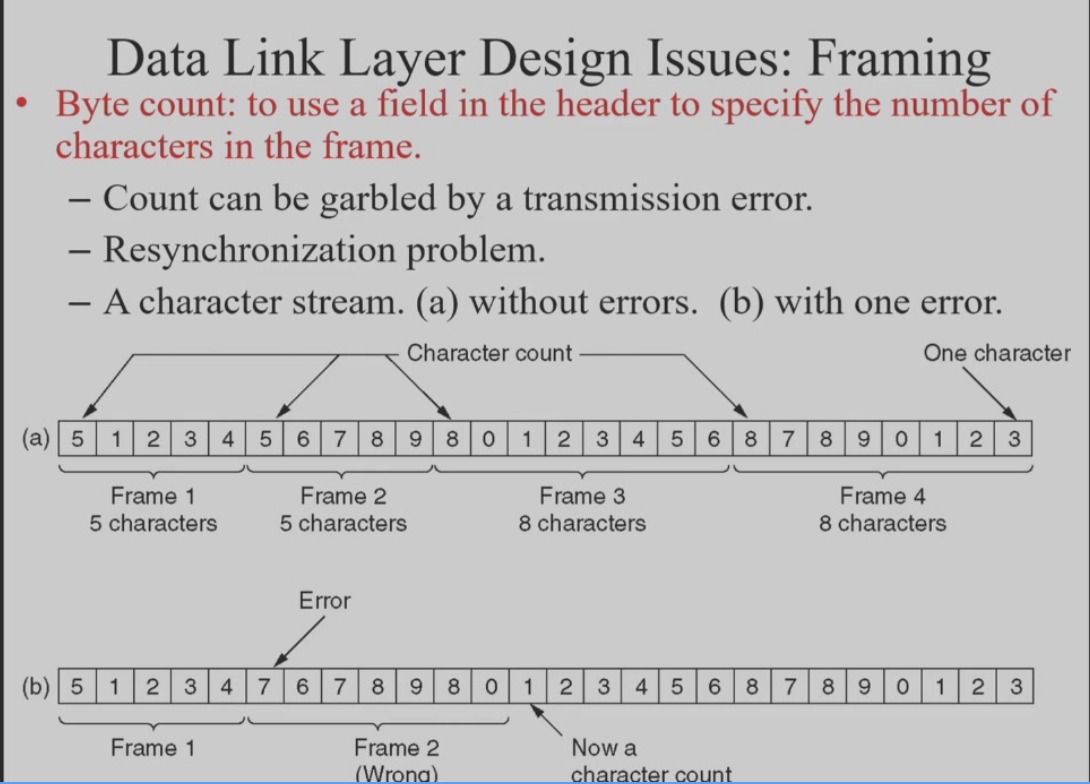 Data Link Layer Design Issues: Framing
• Byte count: to use a field in the header to specify the number of
characters in the frame.
– Count can be garbled by a transmission error.
– Resynchronization problem.
– A character stream. (a) without errors.  (b) with one error.
Character count
One character
(a) 5 1 2 3 4 5 6 7 8 9 8 0 1 2 3 4 5 6 8 7 8 9 0 1 2 3
Frame 1
5 characters
Frame 2
5 characters
Frame 3
8 characters
Frame 4
8 characters
Error
(b) 5 1 2 3 4 7 6 7 8 9 8 0 1 2 3 4 5 6 8 7 8 9 0 1 2 3
Frame 1
Frame 2
(Wrong)
Now a
character count